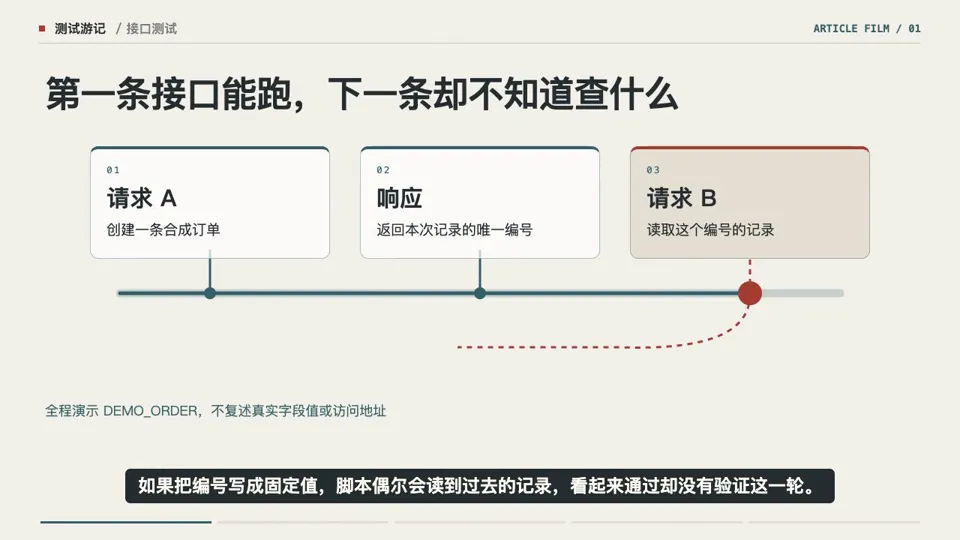 测试游记 / 接口测试
ARTICLE FILM / 01
第一条接口能跑，下一条却不知道查什么
01
请求 A
创建一条合成订单
02
响应
返回本次记录的唯一编号
03
请求 B
读取这个编号的记录
全程演示 DEMO_ORDER，不复述真实字段值或访问地址
如果把编号写成固定值，脚本偶尔会读到过去的记录，看起来通过却没有验证这一轮。